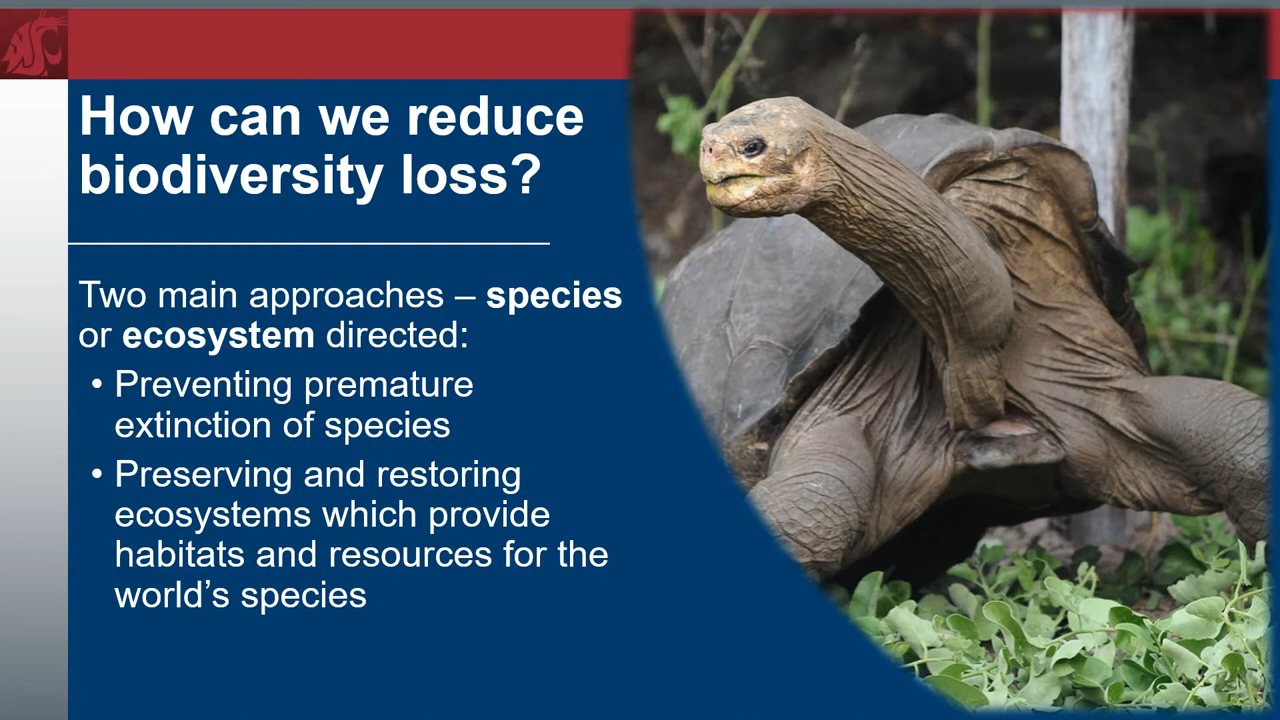 How can we reduce
biodiversity loss?
Two main approaches – species
or ecosystem directed:
• Preventing premature
extinction of species
• Preserving and restoring
ecosystems which provide
habitats and resources for the
world’s species